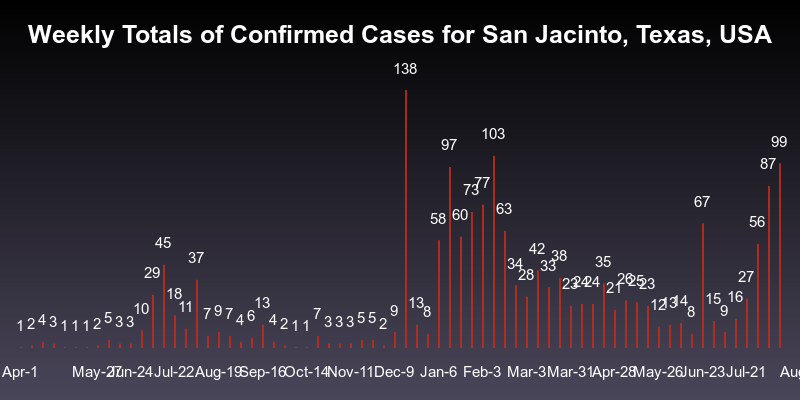 Weekly Totals of Confirmed Cases for San Jacinto, Texas, USA
1 2 4 3 1 1 1 2 5 3 3 10 29 45 18 11 37 7 9 7 4 6 13 4 2 1 1 7 3 3 3 5 5 2 9 138 13 8 58 97 60 73 77 103 63 34 28 42 33 38 23 24 24 35 21 26 25 23 12 13 14 8 67 15 9 16 27 56 87 99
Apr-1 May-27 Jun-24 Jul-22 Aug-19 Sep-16 Oct-14 Nov-11 Dec-9 Jan-6 Feb-3 Mar-3 Mar-31 Apr-28 May-26 Jun-23 Jul-21 Aug